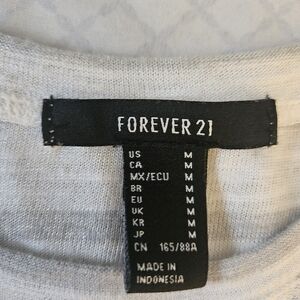 FOREVER 21
US M
CA M
MX/ECU M
BR M
EU M
UK M
KR M
JP M
CN 165/88A
MADE IN
INDONESIA